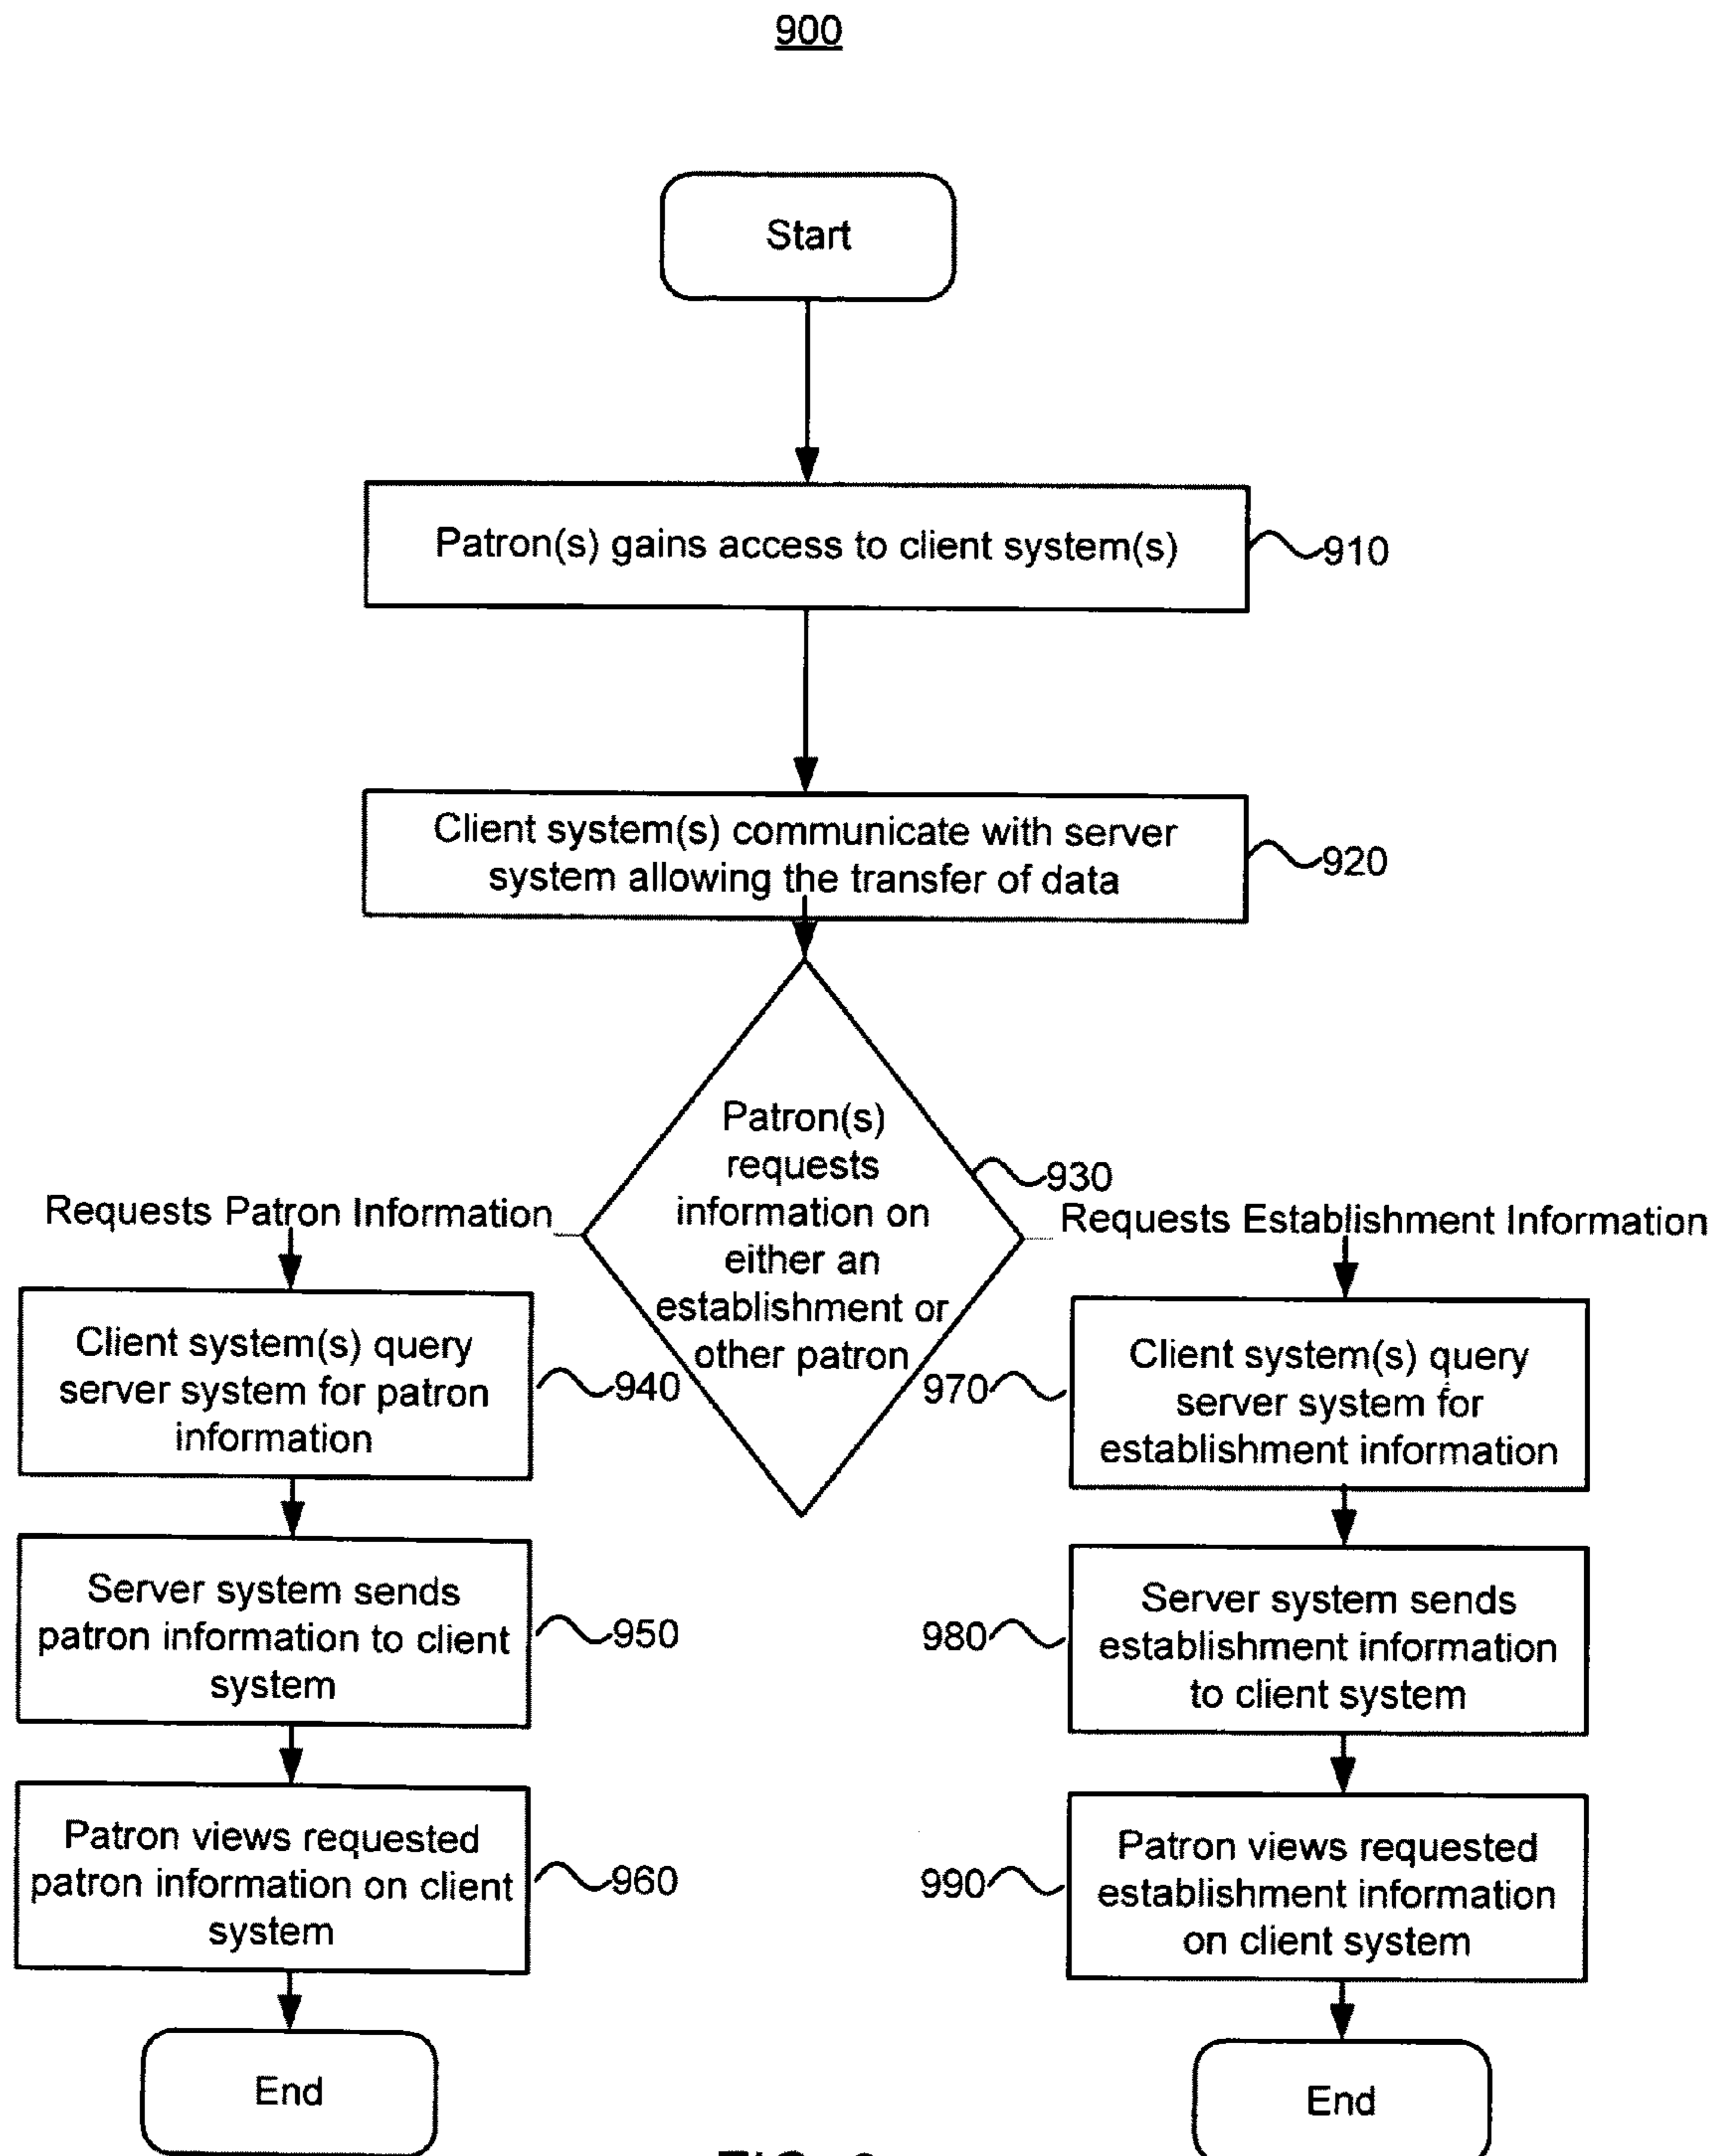 900
Start
Patron(s) gains access to client system(s)
910
Client system(s) communicate with server
system allowing the transfer of data
920
Patron(s)
requests
information on
either an
establishment or
other patron
930
Requests Patron Information
Requests Establishment Information
Client system(s) query
server system for patron
information
940
970
Client system(s) query
server system for
establishment information
Server system sends
patron information to client
system
950
980
Server system sends
establishment information
to client system
Patron views requested
patron information on client
system
960
990
Patron views requested
establishment information
on client system
End
End